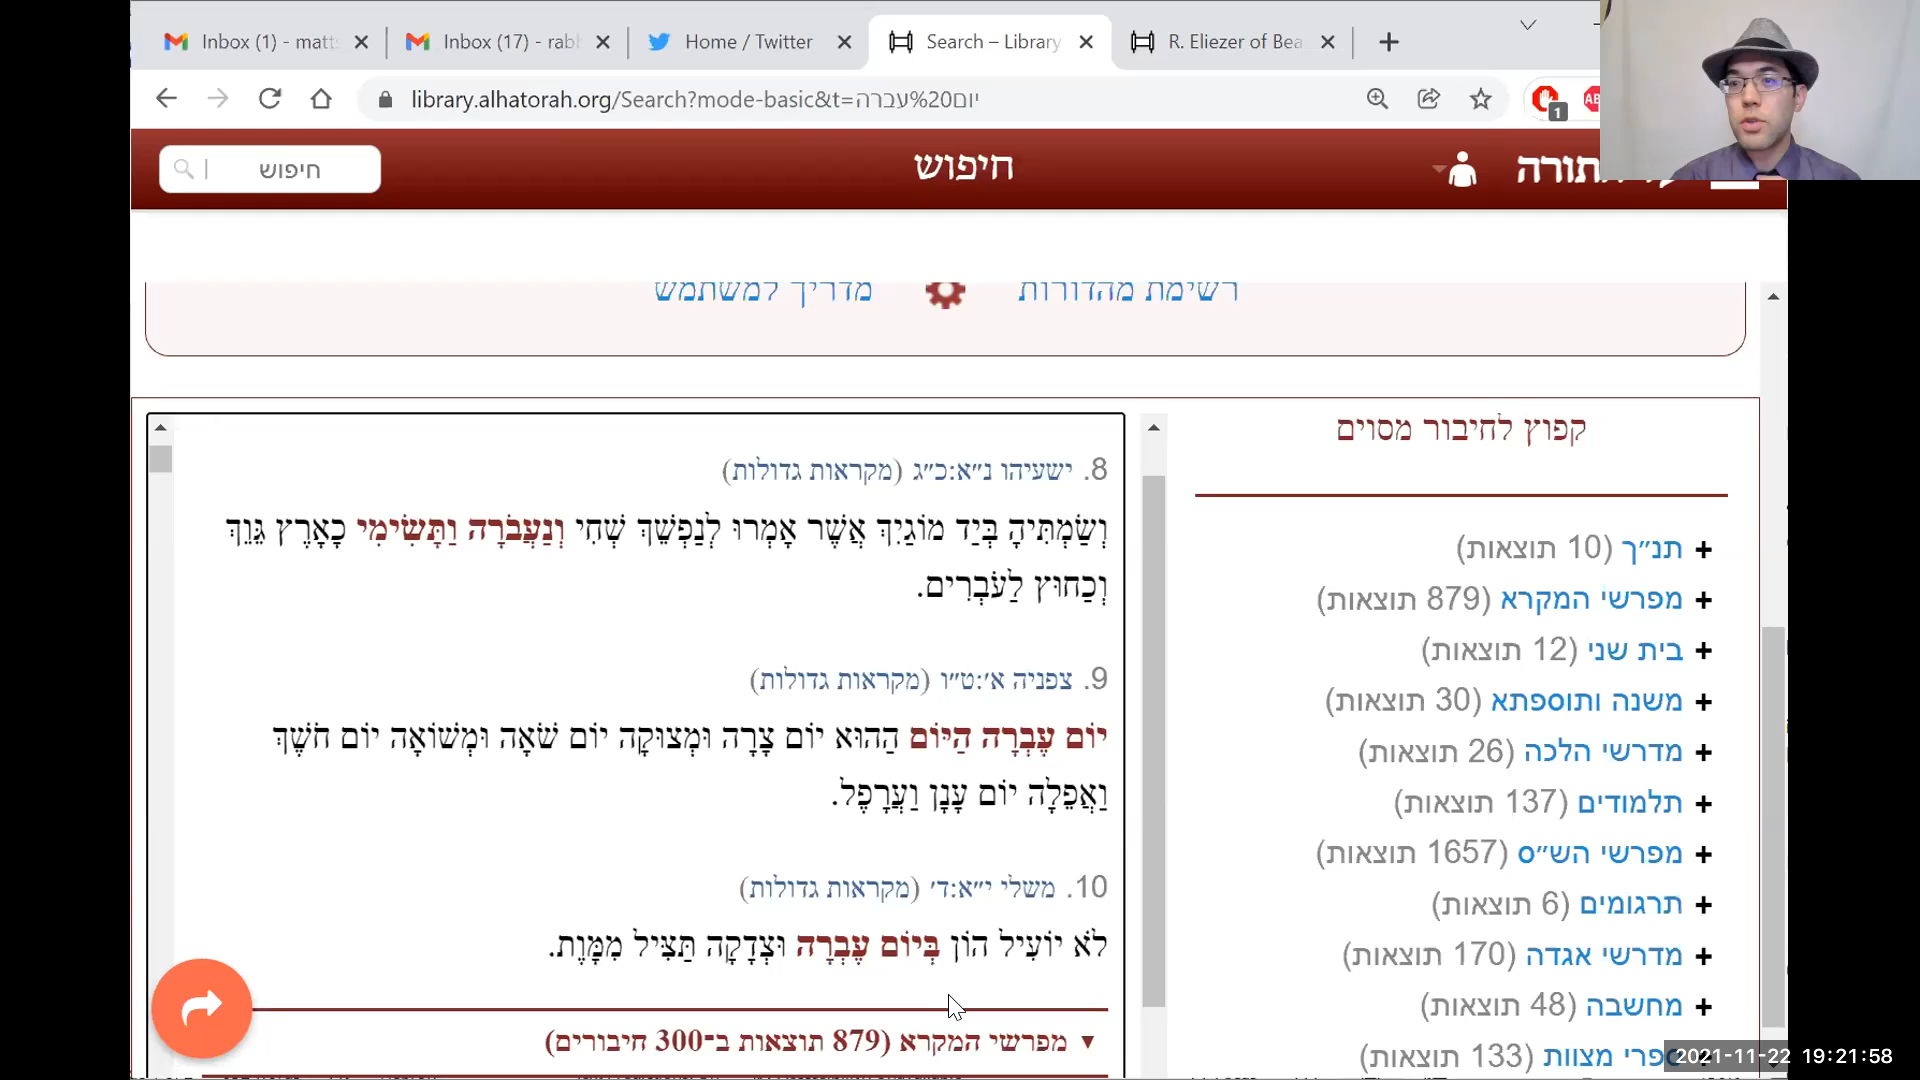 Inbox (1) - matts
Inbox (17) - rabb
Home / Twitter
Search – Library
R. Eliezer of Bea
library.alhatorah.org/Search?mode-basic&t=יום%20עברה
1
חיפוש
חיפוש
רשימת מהדורות
מדריך למשתמש
8. ישעיהו נ״א:כ״ג (מקראות גדולות)
וְשַׂמְתִּיהָ בְּיַד מוֹגַיִךְ אֲשֶׁר אָמְרוּ לְנַפְשֵׁךְ שְׁחִי וְנַעֲבֹרָה וַתָּשִׂימִי כָאָרֶץ גֵּוֵךְ
וְכַחוּץ לַעֹבְרִים.
9. צפניה א׳:ט״ו (מקראות גדולות)
יוֹם עֶבְרָה הַיּוֹם הַהוּא יוֹם צָרָה וּמְצוּקָה יוֹם שֹׁאָה וּמְשׁוֹאָה יוֹם חֹשֶׁךְ
וַאֲפֵלָה יוֹם עָנָן וַעֲרָפֶל.
10. משלי י״א:ד׳ (מקראות גדולות)
לֹא יוֹעִיל הוֹן בְּיוֹם עֶבְרָה וּצְדָקָה תַּצִּיל מִמָּוֶת.
▼ מפרשי המקרא (879 תוצאות ב־300 חיבורים)
קפוץ לחיבור מסוים
+ תנ״ך (10 תוצאות)
+ מפרשי המקרא (879 תוצאות)
+ בית שני (12 תוצאות)
+ משנה ותוספתא (30 תוצאות)
+ מדרשי הלכה (26 תוצאות)
+ תלמודים (137 תוצאות)
+ מפרשי הש״ס (1657 תוצאות)
+ תרגומים (6 תוצאות)
+ מדרשי אגדה (170 תוצאות)
+ מחשבה (48 תוצאות)
מצוות (133 תוצאות)
2021-11-22 19:21:58